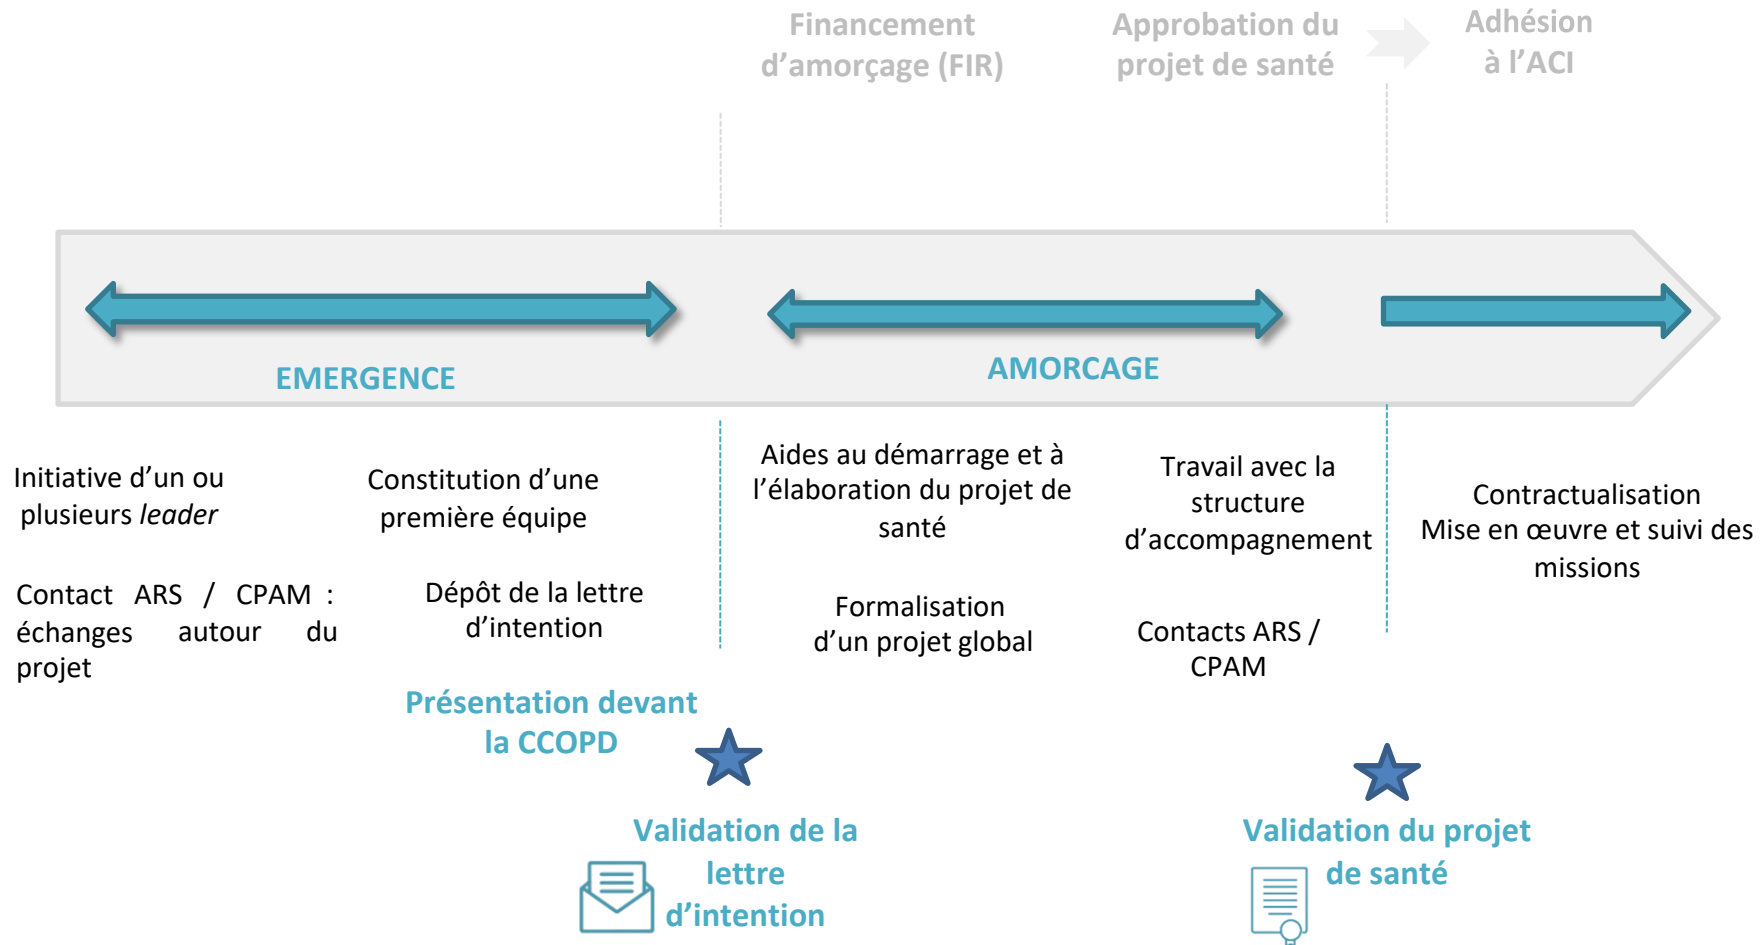 Financement
d’amorçage (FIR)
Approbation du
projet de santé
Adhésion
à l’ACI
EMERGENCE
AMORCAGE
Initiative d’un ou
plusieurs leader
Contact ARS / CPAM :
échanges autour du
projet
Constitution d’une
première équipe
Dépôt de la lettre
d’intention
Présentation devant
la CCOPD
Aides au démarrage et à
l’élaboration du projet de
santé
Formalisation
d’un projet global
Travail avec la
structure
d’accompagnement
Contacts ARS /
CPAM
Contractualisation
Mise en œuvre et suivi des
missions
Validation de la
lettre
d’intention
Validation du projet
de santé